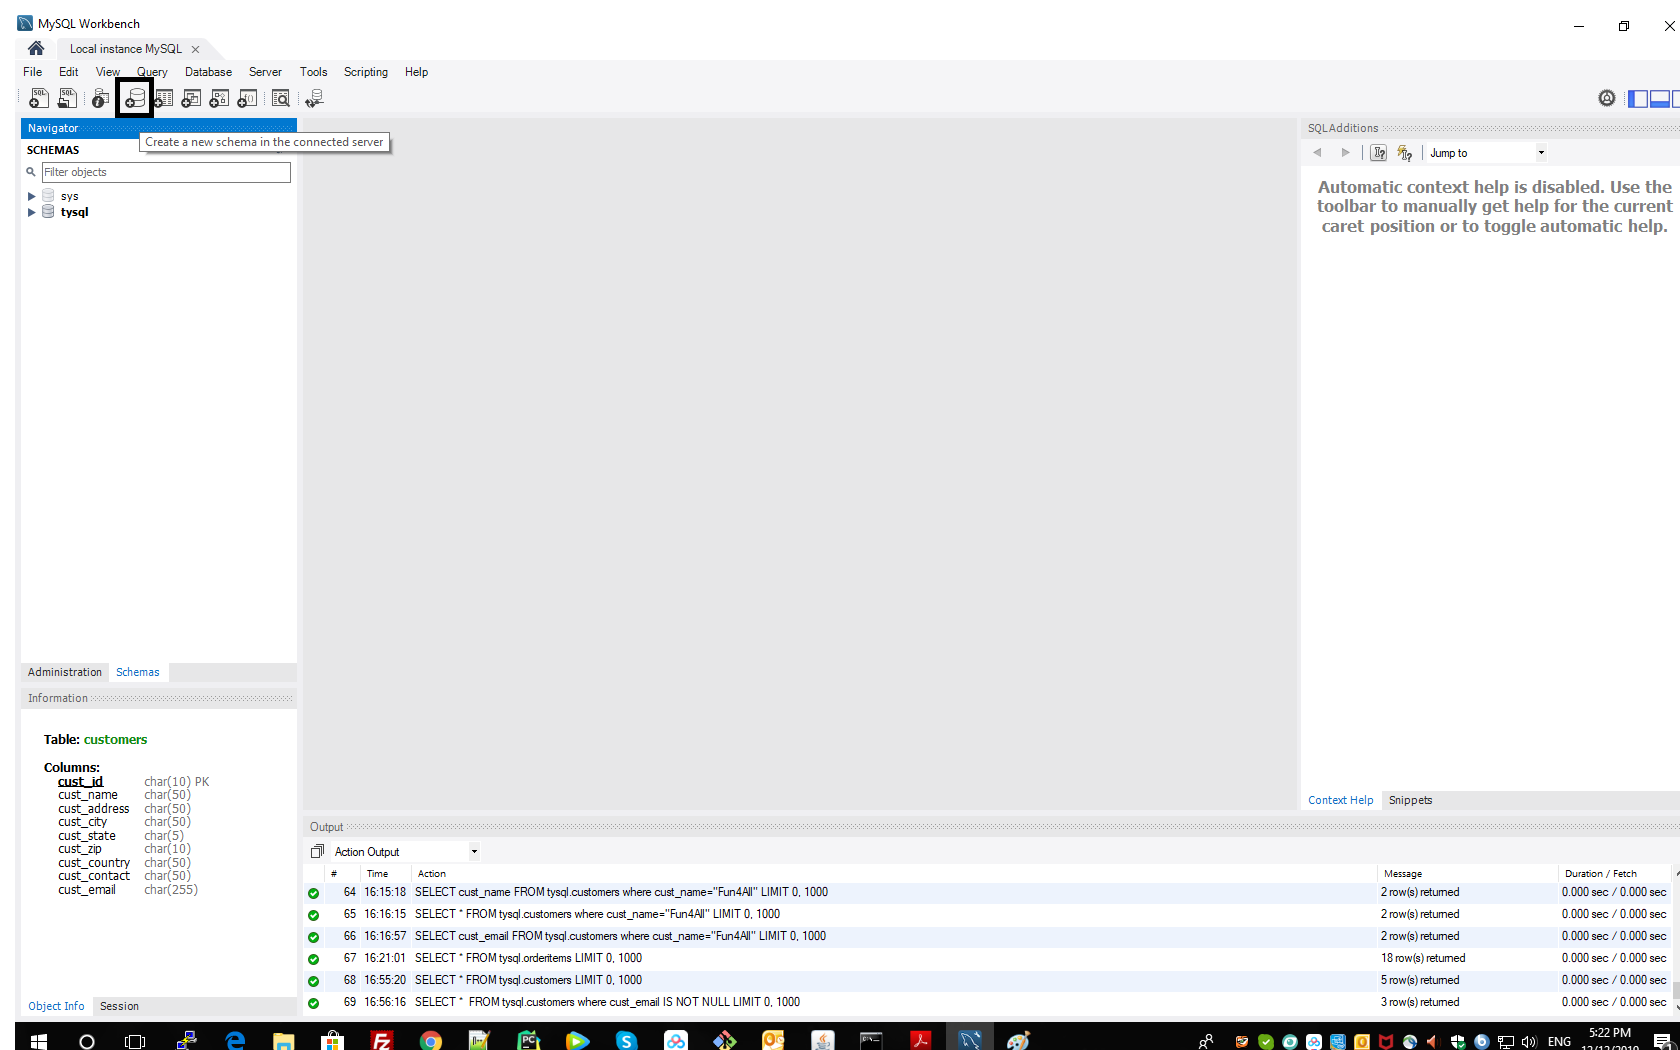 MySQL Workbench
Local instance MySQL
File Edit View Query Database Server Tools Scripting Help
Navigator
Create a new schema in the connected server
SCHEMAS
Filter objects
sys
tysql
Administration Schemas
Information
Table: customers
Columns:
cust_id char(10) PK
cust_name char(50)
cust_address char(50)
cust_city char(50)
cust_state char(5)
cust_zip char(10)
cust_country char(50)
cust_contact char(50)
cust_email char(255)
Object Info Session
SQLAdditions
Jump to
Automatic context help is disabled. Use the
toolbar to manually get help for the current
caret position or to toggle automatic help.
Context Help Snippets
Output
Action Output
# Time Action Message Duration / Fetch
64 16:15:18 SELECT cust_name FROM tysql.customers where cust_name="Fun4All" LIMIT 0, 1000 2 row(s) returned 0.000 sec / 0.000 sec
65 16:16:15 SELECT * FROM tysql.customers where cust_name="Fun4All" LIMIT 0, 1000 2 row(s) returned 0.000 sec / 0.000 sec
66 16:16:57 SELECT cust_email FROM tysql.customers where cust_name="Fun4All" LIMIT 0, 1000 2 row(s) returned 0.000 sec / 0.000 sec
67 16:21:01 SELECT * FROM tysql.orderitems LIMIT 0, 1000 18 row(s) returned 0.000 sec / 0.000 sec
68 16:55:20 SELECT * FROM tysql.customers LIMIT 0, 1000 5 row(s) returned 0.000 sec / 0.000 sec
69 16:56:16 SELECT * FROM tysql.customers where cust_email IS NOT NULL LIMIT 0, 1000 3 row(s) returned 0.000 sec / 0.000 sec
ENG
5:22 PM